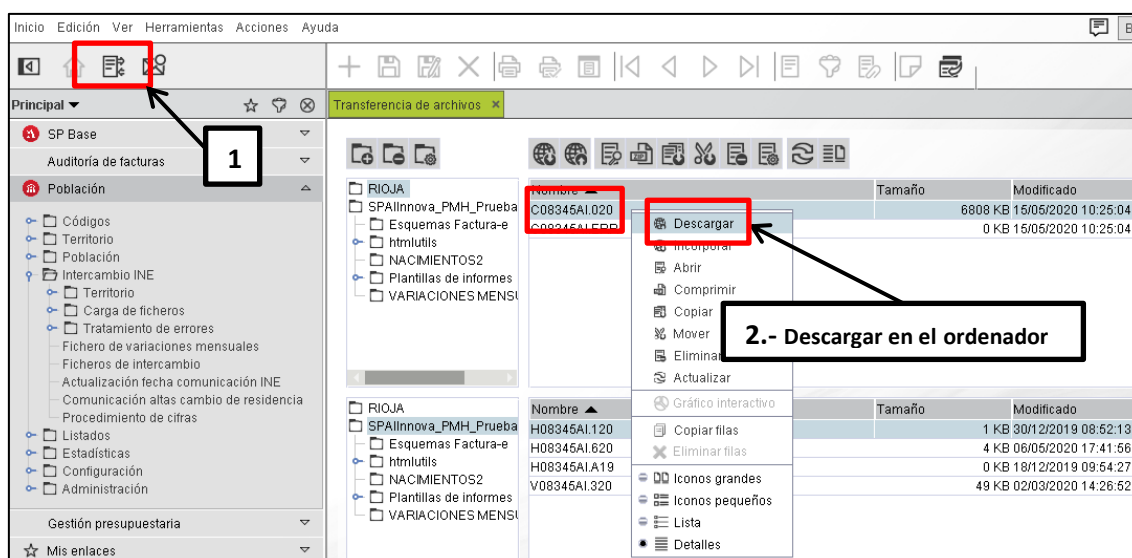 Inicio Edición Ver Herramientas Acciones Ayuda
Principal
Transferencia de archivos
SP Base
Auditoría de facturas
1
Población
Códigos
Territorio
Población
Intercambio INE
Territorio
Carga de ficheros
Tratamiento de errores
Fichero de variaciones mensuales
Ficheros de intercambio
Actualización fecha comunicación INE
Comunicación altas cambio de residencia
Procedimiento de cifras
Listados
Estadísticas
Configuración
Administración
Gestión presupuestaria
Mis enlaces
RIOJA
SPAIInnova_PMH_Prueba
Esquemas Factura-e
htmlutils
NACIMIENTOS2
Plantillas de informes
VARIACIONES MENSU
Nombre Tamaño Modificado
C08345AI.020 6808 KB 15/05/2020 10:25:04
C08345AI.ERR 0 KB 15/05/2020 10:25:04
Descargar
Incorporar
Abrir
Comprimir
Copiar
Mover
Eliminar
Actualizar
Gráfico interactivo
Copiar filas
Eliminar filas
Iconos grandes
Iconos pequeños
Lista
Detalles
2.- Descargar en el ordenador
RIOJA
SPAIInnova_PMH_Prueba
Esquemas Factura-e
htmlutils
NACIMIENTOS2
Plantillas de informes
VARIACIONES MENSU
Nombre Tamaño Modificado
H08345AI.120 1 KB 30/12/2019 08:52:13
H08345AI.620 4 KB 06/05/2020 17:41:56
H08345AI.A19 0 KB 18/12/2019 09:54:27
V08345AI.320 49 KB 02/03/2020 14:26:52